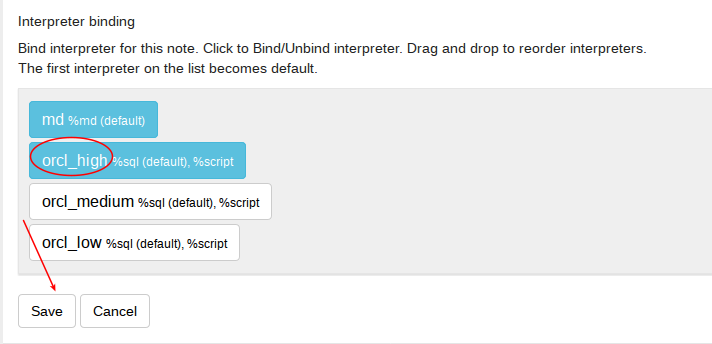 Interpreter binding
Bind interpreter for this note. Click to Bind/Unbind interpreter. Drag and drop to reorder interpreters.
The first interpreter on the list becomes default.
md %md (default)
orcl_high %sql (default), %script
orcl_medium %sql (default), %script
orcl_low %sql (default), %script
Save Cancel